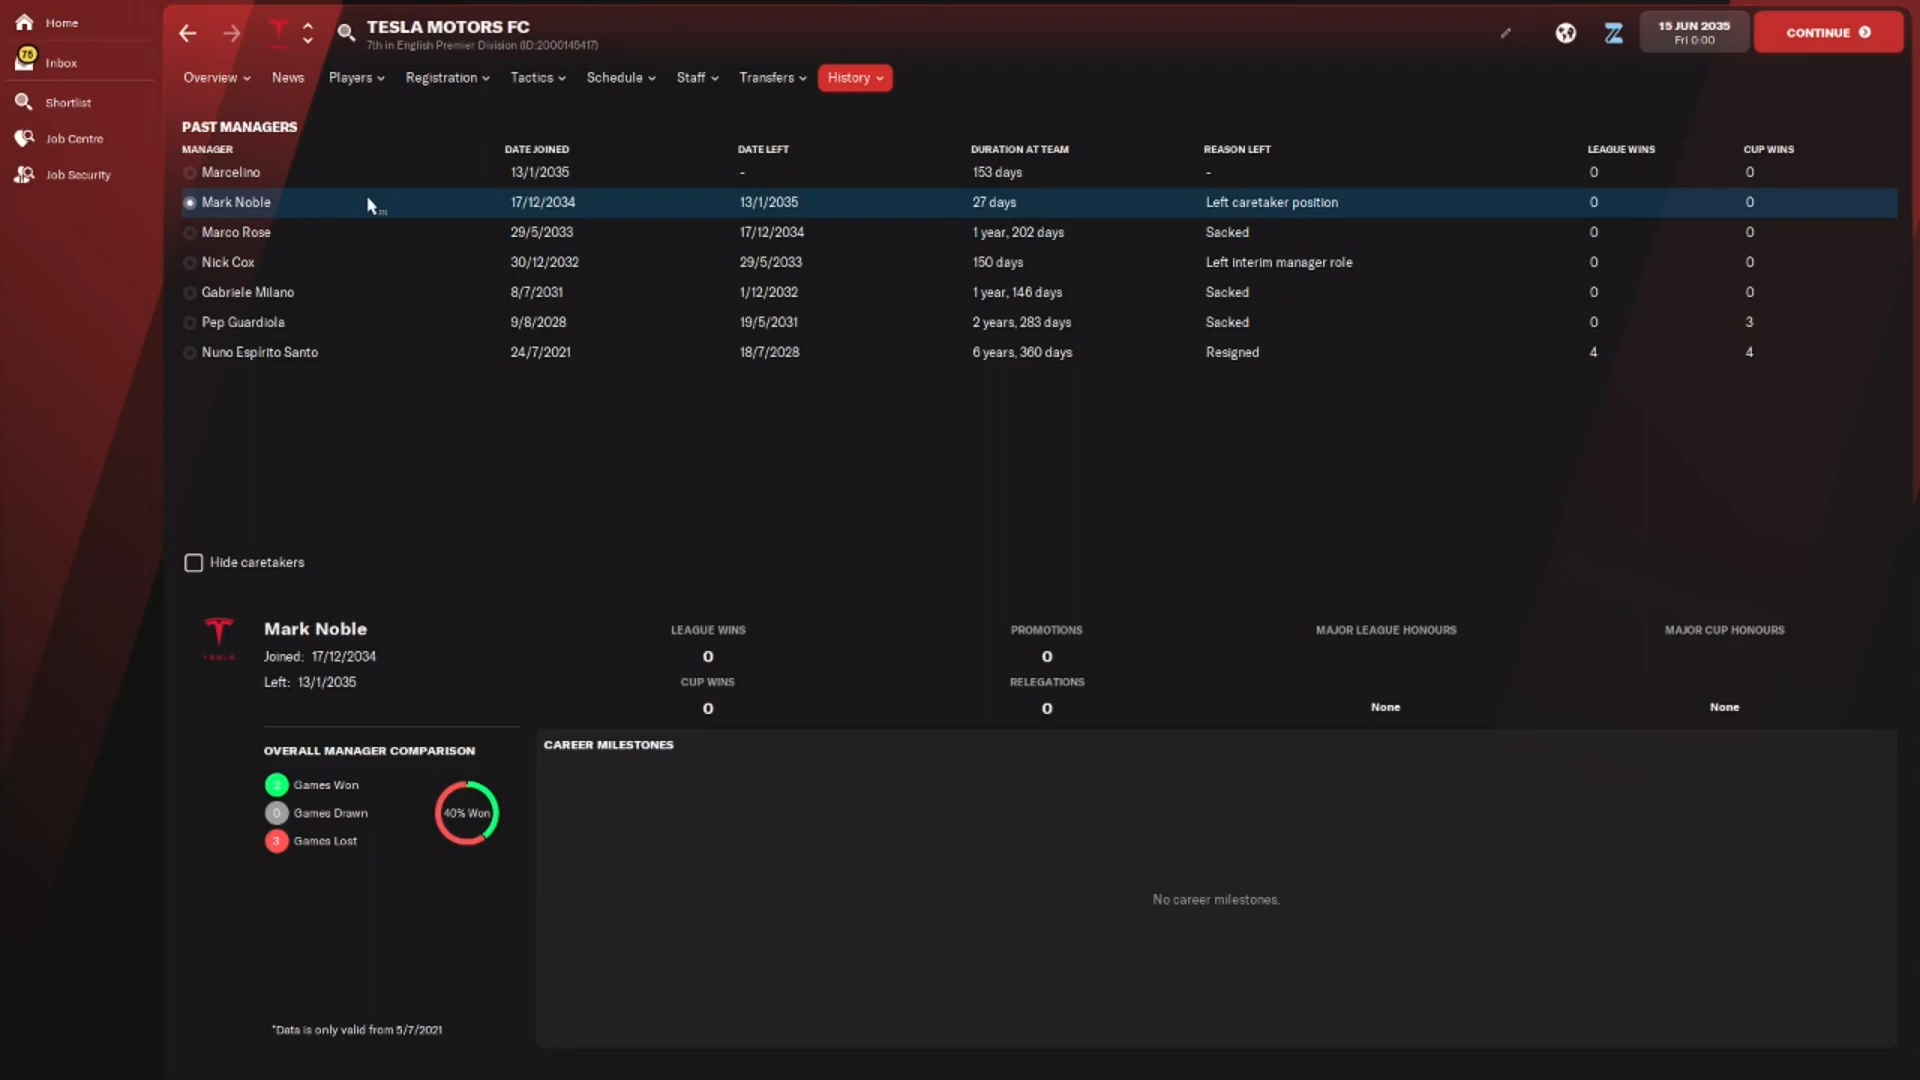 Home
75
Inbox
Shortlist
Job Centre
Job Security
TESLA MOTORS FC
7th in English Premier Division (ID:2000145417)
15 JUN 2035
Fri 0:00
CONTINUE
Overview News Players Registration Tactics Schedule Staff Transfers History
PAST MANAGERS
MANAGER DATE JOINED DATE LEFT DURATION AT TEAM REASON LEFT LEAGUE WINS CUP WINS
Marcelino 13/1/2035 - 153 days - 0 0
Mark Noble 17/12/2034 13/1/2035 27 days Left caretaker position 0 0
Marco Rose 29/5/2033 17/12/2034 1 year, 202 days Sacked 0 0
Nick Cox 30/12/2032 29/5/2033 150 days Left interim manager role 0 0
Gabriele Milano 8/7/2031 1/12/2032 1 year, 146 days Sacked 0 0
Pep Guardiola 9/8/2028 19/5/2031 2 years, 283 days Sacked 0 3
Nuno Espírito Santo 24/7/2021 18/7/2028 6 years, 360 days Resigned 4 4
Hide caretakers
TESLA
Mark Noble
Joined: 17/12/2034
Left: 13/1/2035
LEAGUE WINS PROMOTIONS MAJOR LEAGUE HONOURS MAJOR CUP HONOURS
0 0
CUP WINS RELEGATIONS
0 0 None None
OVERALL MANAGER COMPARISON
2 Games Won
0 Games Drawn
3 Games Lost
40% Won
CAREER MILESTONES
No career milestones.
*Data is only valid from 5/7/2021